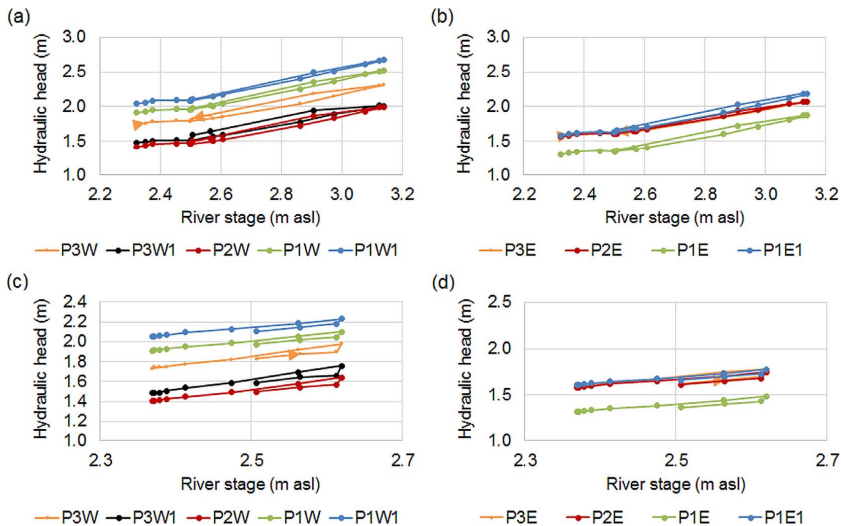 (a)
Hydraulic head (m)
3.0
2.5
2.0
1.5
1.0
2.2 2.4 2.6 2.8 3.0 3.2
River stage (m asl)
P3W P3W1 P2W P1W P1W1
(b)
Hydraulic head (m)
3.0
2.5
2.0
1.5
1.0
2.2 2.4 2.6 2.8 3.0 3.2
River stage (m asl)
P3E P2E P1E P1E1
(c)
Hydraulic head (m)
2.4
2.2
2.0
1.8
1.6
1.4
1.2
1.0
2.3 2.5 2.7
River stage (m asl)
P3W P3W1 P2W P1W P1W1
(d)
Hydraulic head (m)
2.5
2.0
1.5
1.0
2.3 2.5 2.7
River stage (m asl)
P3E P2E P1E P1E1